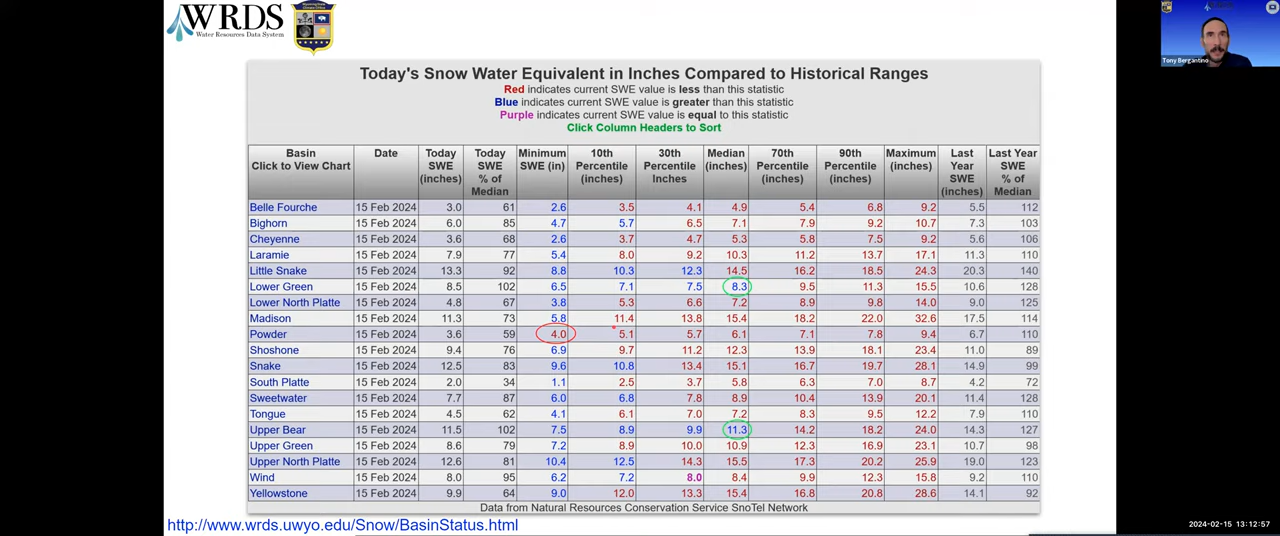 WRDS
Water Resources Data System
Tony Bergantino
Today's Snow Water Equivalent in Inches Compared to Historical Ranges
Red indicates current SWE value is less than this statistic
Blue indicates current SWE value is greater than this statistic
Purple indicates current SWE value is equal to this statistic
Click Column Headers to Sort
Basin Click to View Chart Date Today SWE (inches) Today SWE % of Median Minimum SWE (in) 10th Percentile (inches) 30th Percentile Inches Median (inches) 70th Percentile (inches) 90th Percentile (inches) Maximum (inches) Last Year SWE (inches) Last Year SWE % of Median
Belle Fourche 15 Feb 2024 3.0 61 2.6 3.5 4.1 4.9 5.4 6.8 9.2 5.5 112
Bighorn 15 Feb 2024 6.0 85 4.7 5.7 6.5 7.1 7.9 9.2 10.7 7.3 103
Cheyenne 15 Feb 2024 3.6 68 2.6 3.7 4.7 5.3 5.8 7.5 9.2 5.6 106
Laramie 15 Feb 2024 7.9 77 5.4 8.0 9.2 10.3 11.2 13.7 17.1 11.3 110
Little Snake 15 Feb 2024 13.3 92 8.8 10.3 12.3 14.5 16.2 18.5 24.3 20.3 140
Lower Green 15 Feb 2024 8.5 102 6.5 7.1 7.5 8.3 9.5 11.3 15.5 10.6 128
Lower North Platte 15 Feb 2024 4.8 67 3.8 5.3 6.6 7.2 8.9 9.8 14.0 9.0 125
Madison 15 Feb 2024 11.3 73 5.8 11.4 13.8 15.4 18.2 22.0 32.6 17.5 114
Powder 15 Feb 2024 3.6 59 4.0 5.1 5.7 6.1 7.1 7.8 9.4 6.7 110
Shoshone 15 Feb 2024 9.4 76 6.9 9.7 11.2 12.3 13.9 18.1 23.4 11.0 89
Snake 15 Feb 2024 12.5 83 9.6 10.8 13.4 15.1 16.7 19.7 28.1 14.9 99
South Platte 15 Feb 2024 2.0 34 1.1 2.5 3.7 5.8 6.3 7.0 8.7 4.2 72
Sweetwater 15 Feb 2024 7.7 87 6.0 6.8 7.8 8.9 10.4 13.9 20.1 11.4 128
Tongue 15 Feb 2024 4.5 62 4.1 6.1 7.0 7.2 8.3 9.5 12.2 7.9 110
Upper Bear 15 Feb 2024 11.5 102 7.5 8.9 9.9 11.3 14.2 18.2 24.0 14.3 127
Upper Green 15 Feb 2024 8.6 79 7.2 8.9 10.0 10.9 12.3 16.9 23.1 10.7 98
Upper North Platte 15 Feb 2024 12.6 81 10.4 12.5 14.3 15.5 17.3 20.2 25.9 19.0 123
Wind 15 Feb 2024 8.0 95 6.2 7.2 8.0 8.4 9.9 12.3 15.8 9.2 110
Yellowstone 15 Feb 2024 9.9 64 9.0 12.0 13.3 15.4 16.8 20.8 28.6 14.1 92
Data from Natural Resources Conservation Service SnoTel Network
http://www.wrds.uwyo.edu/Snow/BasinStatus.html
2024-02-15 13:12:57